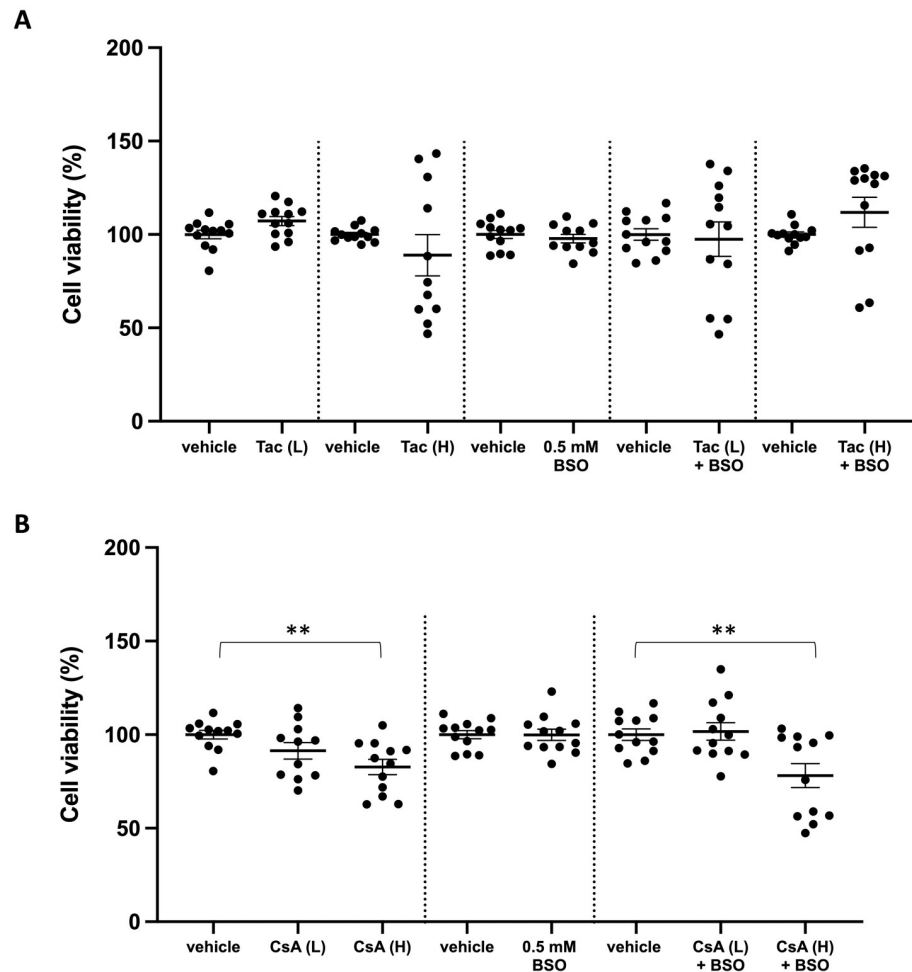 A
200
150
100
50
0
Cell viability (%)
vehicle Tac (L) vehicle Tac (H) vehicle 0.5 mM vehicle Tac (L) vehicle Tac (H)
BSO + BSO + BSO
B
200
150
100
50
0
Cell viability (%)
** **
vehicle CsA (L) CsA (H) vehicle 0.5 mM vehicle CsA (L) CsA (H)
BSO + BSO + BSO